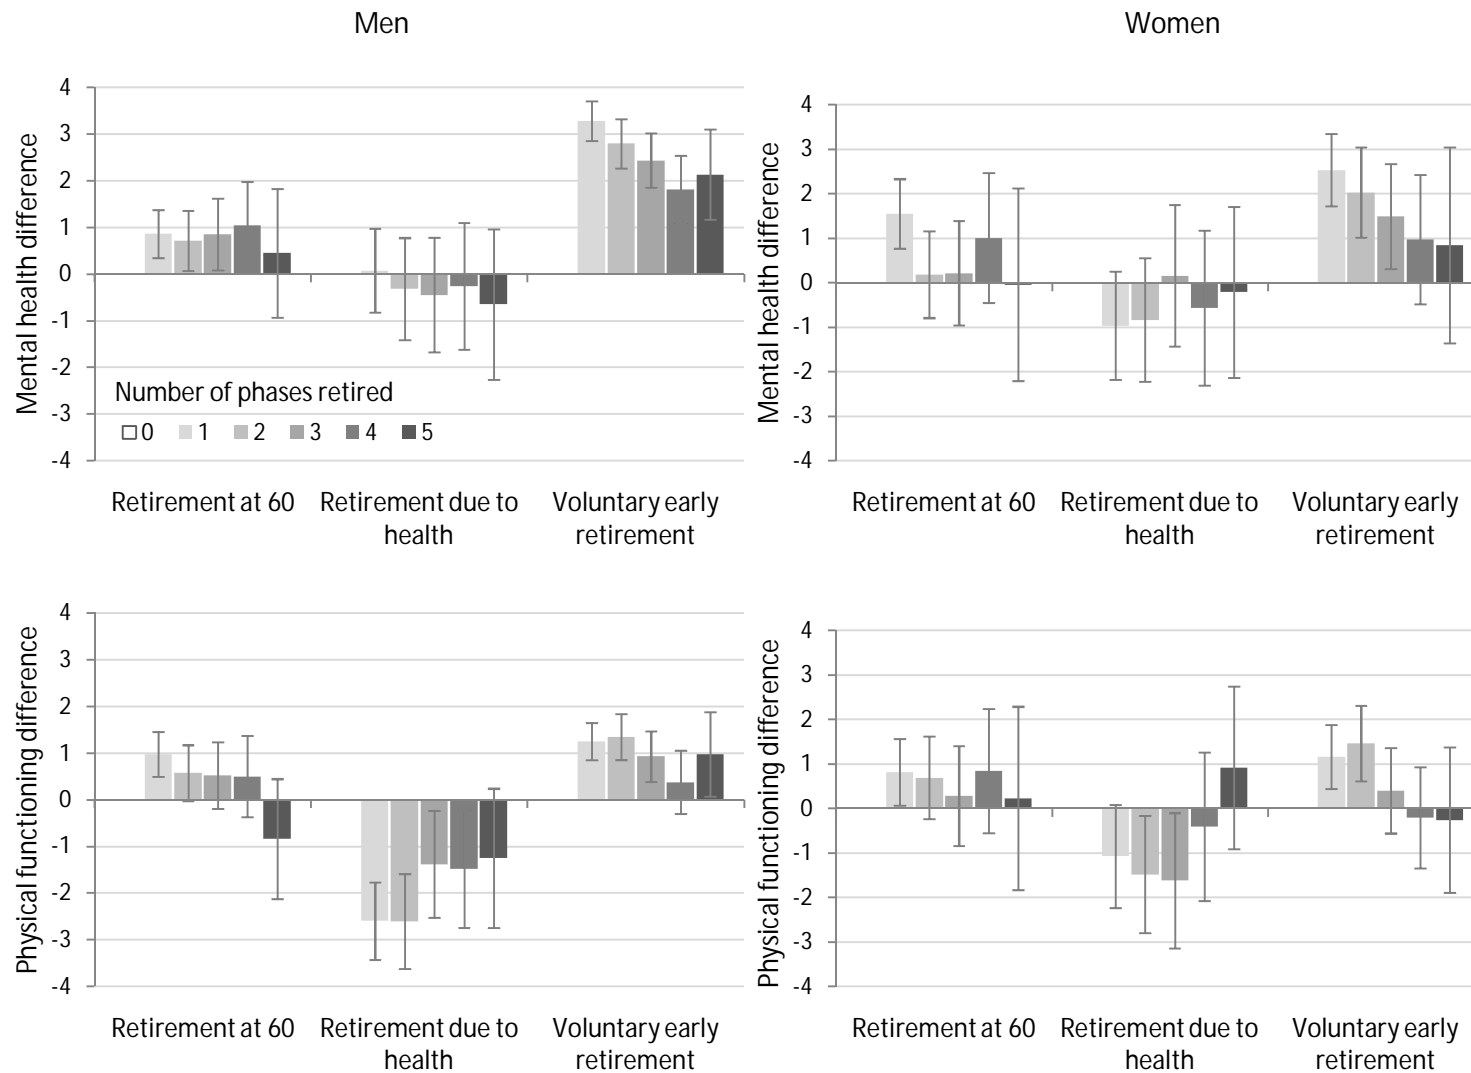 Men
Women
Mental health difference
4
3
2
1
0
-1
-2
-3
-4
Number of phases retired
0 1 2 3 4 5
Retirement at 60
Retirement due to
health
Voluntary early
retirement
Mental health difference
4
3
2
1
0
-1
-2
-3
-4
Retirement at 60
Retirement due to
health
Voluntary early
retirement
Physical functioning difference
4
3
2
1
0
-1
-2
-3
-4
Retirement at 60
Retirement due to
health
Voluntary early
retirement
Physical functioning difference
4
3
2
1
0
-1
-2
-3
-4
Retirement at 60
Retirement due to
health
Voluntary early
retirement